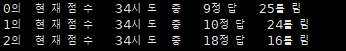 0의 현재점수 34시도 중 9정답 25틀림
1의 현재점수 34시도 중 10정답 24틀림
2의 현재점수 34시도 중 18정답 16틀림